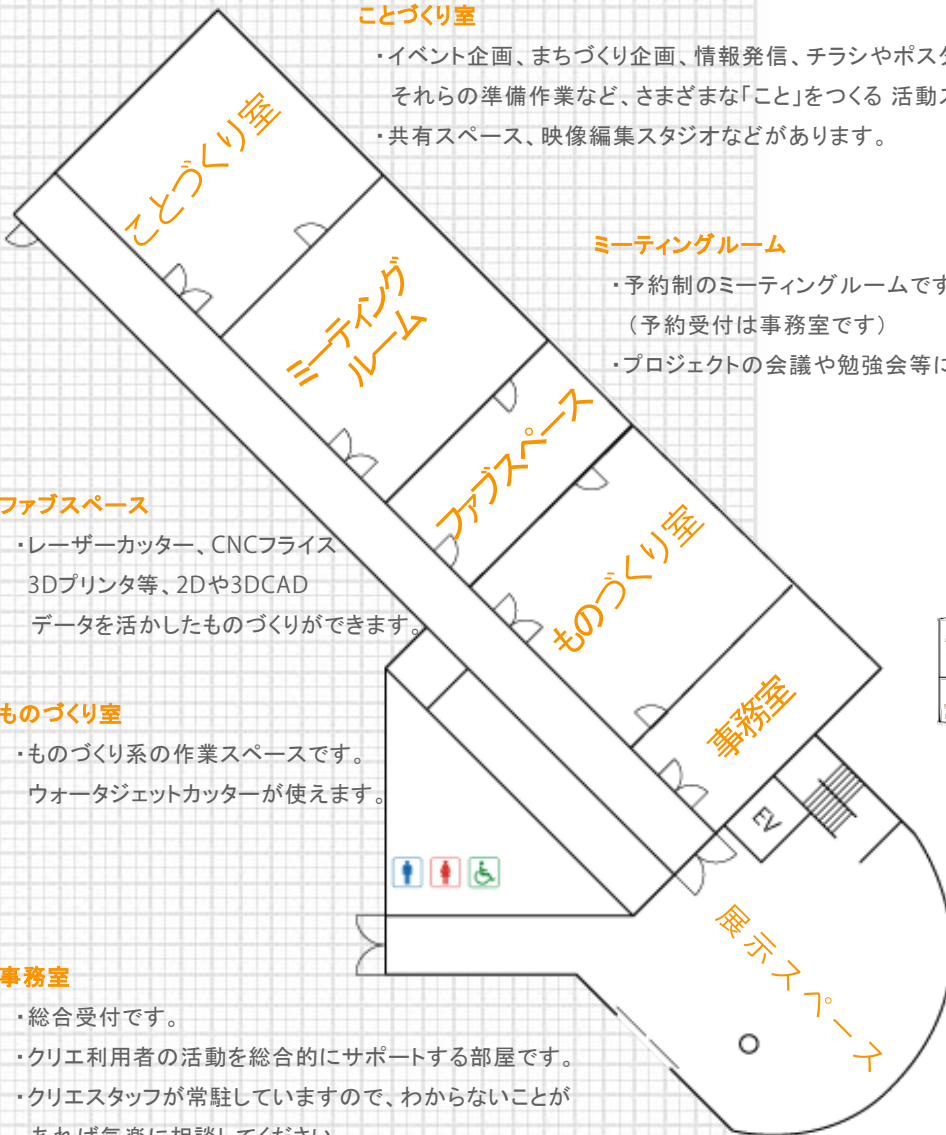 ことづくり室
・イベント企画、まちづくり企画、情報発信、チラシやポスタ
それらの準備作業など、さまざまな「こと」をつくる 活動ス
・共有スペース、映像編集スタジオなどがあります。
ことづくり室
ミーティングルーム
・予約制のミーティングルームです
（予約受付は事務室です）
・プロジェクトの会議や勉強会等に
ミーティング
ルーム
ファブスペース
ファブスペース
・レーザーカッター、CNCフライス
3Dプリンタ等、2Dや3DCAD
データを活かしたものづくりができます。
ものづくり室
ものづくり室
・ものづくり系の作業スペースです。
ウォータジェットカッターが使えます。
事務室
EV
展示スペース
事務室
・総合受付です。
・クリエ利用者の活動を総合的にサポートする部屋です。
・クリエスタッフが常駐していますので、わからないことが
あれば気楽に相談してください